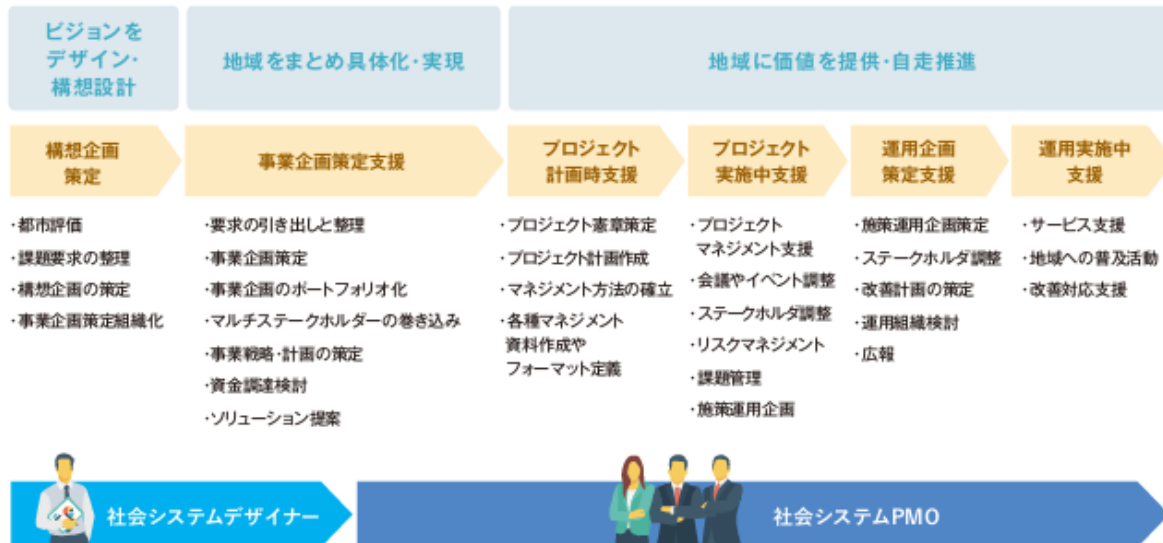 ビジョンを
デザイン・
構想設計
地域をまとめ具体化・実現
地域に価値を提供・自走推進
構想企画
策定
事業企画策定支援
プロジェクト
計画時支援
プロジェクト
実施中支援
運用企画
策定支援
運用実施中
支援
・都市評価
・課題要求の整理
・構想企画の策定
・事業企画策定組織化
・要求の引き出しと整理
・事業企画策定
・事業企画のポートフォリオ化
・マルチステークホルダーの巻き込み
・事業戦略・計画の策定
・資金調達検討
・ソリューション提案
・プロジェクト憲章策定
・プロジェクト計画作成
・マネジメント方法の確立
・各種マネジメント
資料作成や
フォーマット定義
・プロジェクト
マネジメント支援
・会議やイベント調整
・ステークホルダ調整
・リスクマネジメント
・課題管理
・施策運用企画
・施策運用企画策定
・ステークホルダ調整
・改善計画の策定
・運用組織検討
・広報
・サービス支援
・地域への普及活動
・改善対応支援
社会システムデザイナー
社会システムPMO